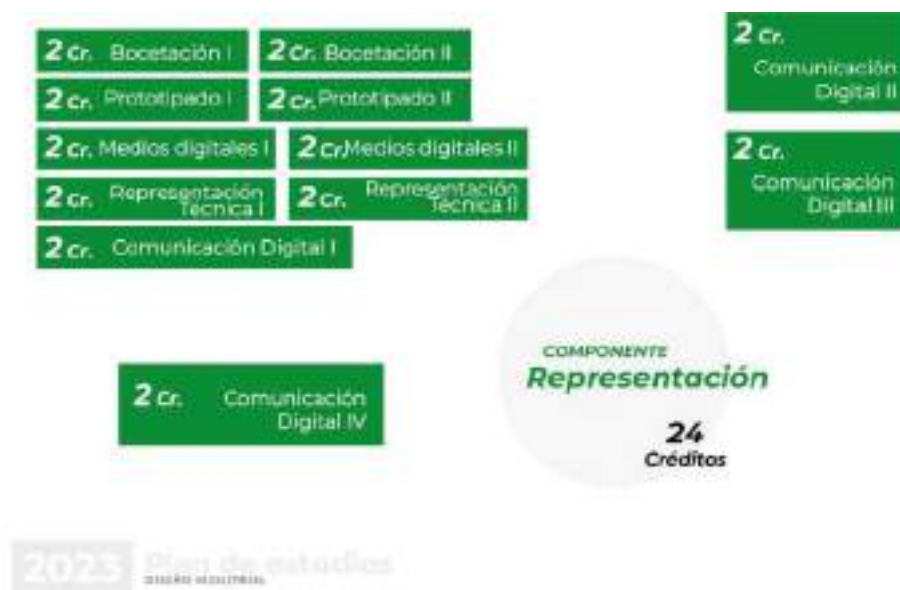 2 Cr. Bocetación I
2 Cr. Bocetación II
2 Cr. Prototipado I
2 Cr. Prototipado II
2 Cr. Medios digitales I
2 Cr. Medios digitales II
2 Cr. Representación
Técnica I
2 Cr. Representación
Técnica II
2 Cr. Comunicación Digital I
2 Cr.
Comunicación
Digital II
2 Cr.
Comunicación
Digital III
2 Cr. Comunicación
Digital IV
COMPONENTE
Representación
24
Créditos
2023 Plan de estudios
DISEÑO INDUSTRIAL